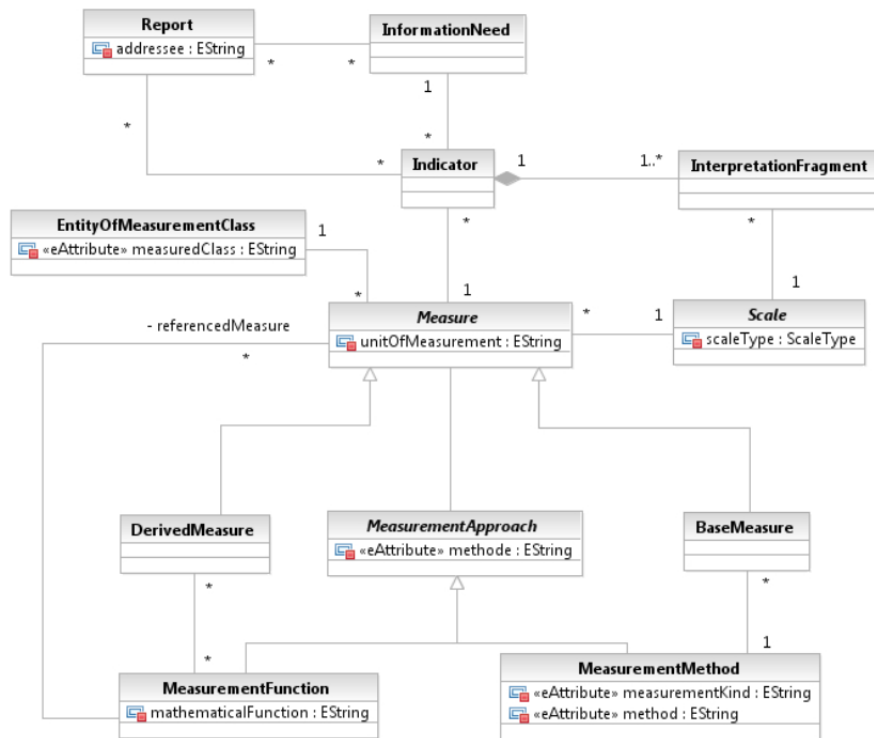 Report
addressee : EString
InformationNeed
*
*
1
*
*
*
Indicator
1
1..*
InterpretationFragment
EntityOfMeasurementClass
«eAttribute» measuredClass : EString
1
*
*
*
1
1
- referencedMeasure
*
Measure
unitOfMeasurement : EString
*
1
Scale
scaleType : ScaleType
DerivedMeasure
MeasurementApproach
«eAttribute» methode : EString
BaseMeasure
*
*
*
1
MeasurementFunction
mathematicalFunction : EString
MeasurementMethod
«eAttribute» measurementKind : EString
«eAttribute» method : EString